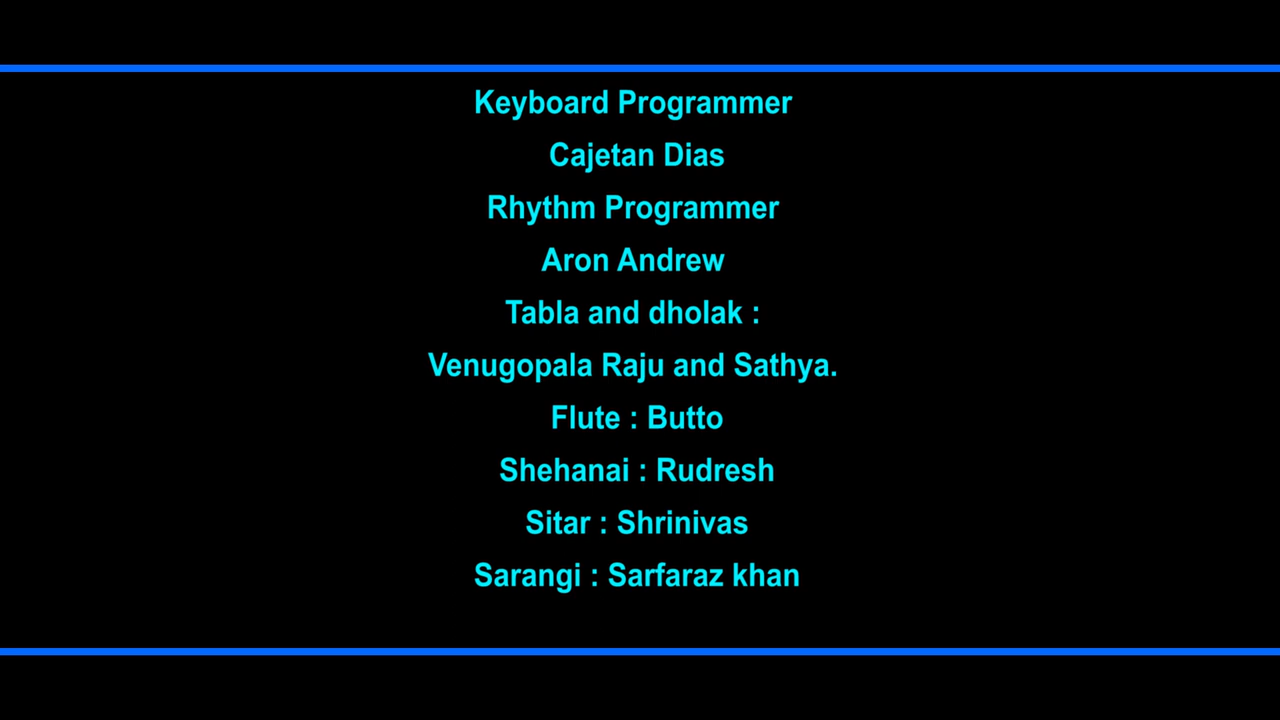 Keyboard Programmer
Cajetan Dias
Rhythm Programmer
Aron Andrew
Tabla and dholak :
Venugopala Raju and Sathya.
Flute : Butto
Shehanai : Rudresh
Sitar : Shrinivas
Sarangi : Sarfaraz khan